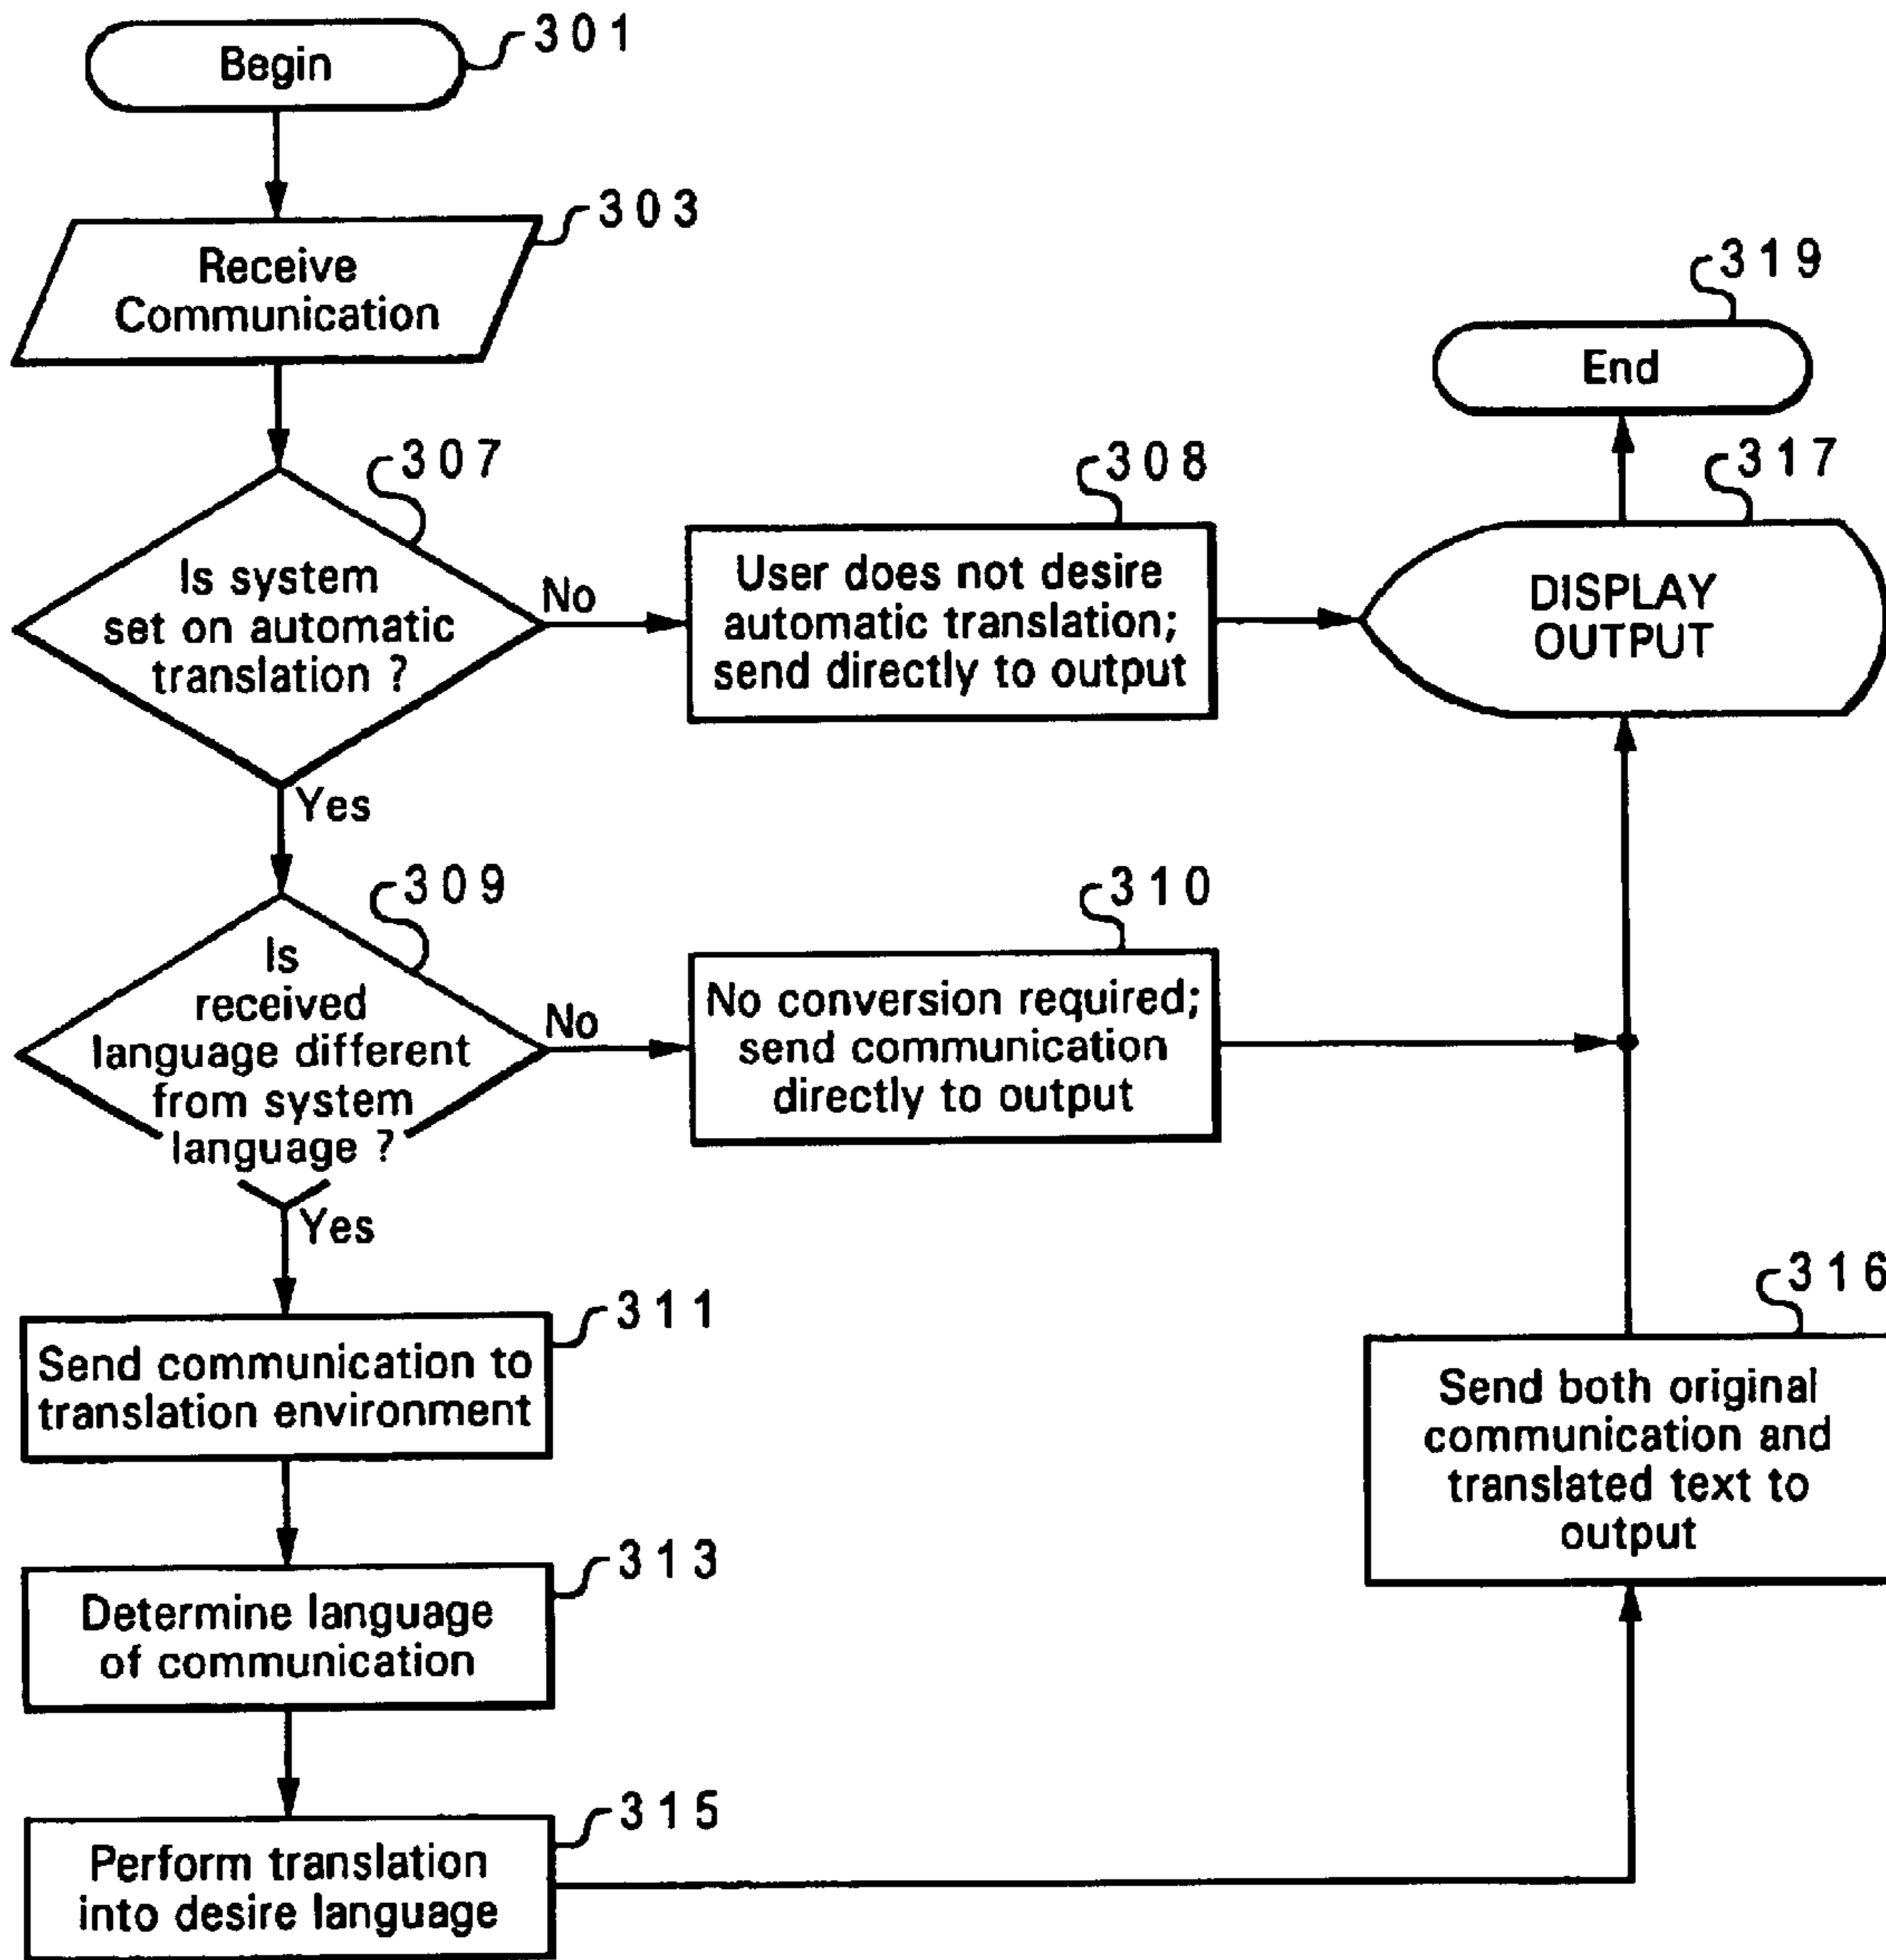 Begin
301
Receive
Communication
303
Is system
set on automatic
translation ?
307
No
Yes
User does not desire
automatic translation;
send directly to output
308
DISPLAY
OUTPUT
317
End
319
Is
received
language different
from system
language ?
309
No
Yes
No conversion required;
send communication
directly to output
310
Send communication to
translation environment
311
Determine language
of communication
313
Perform translation
into desire language
315
Send both original
communication and
translated text to
output
316